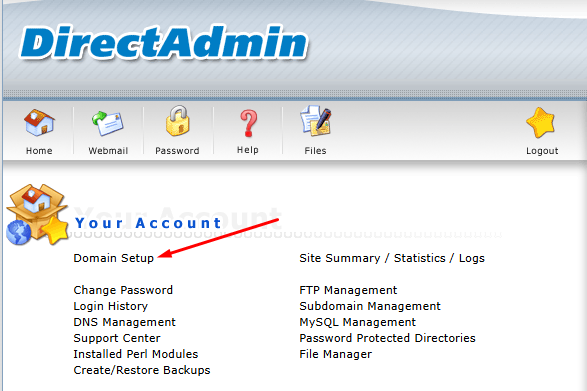 DirectAdmin
Home Webmail Password Help Files Logout
Your Account
Domain Setup Site Summary / Statistics / Logs
Change Password FTP Management
Login History Subdomain Management
DNS Management MySQL Management
Support Center Password Protected Directories
Installed Perl Modules File Manager
Create/Restore Backups